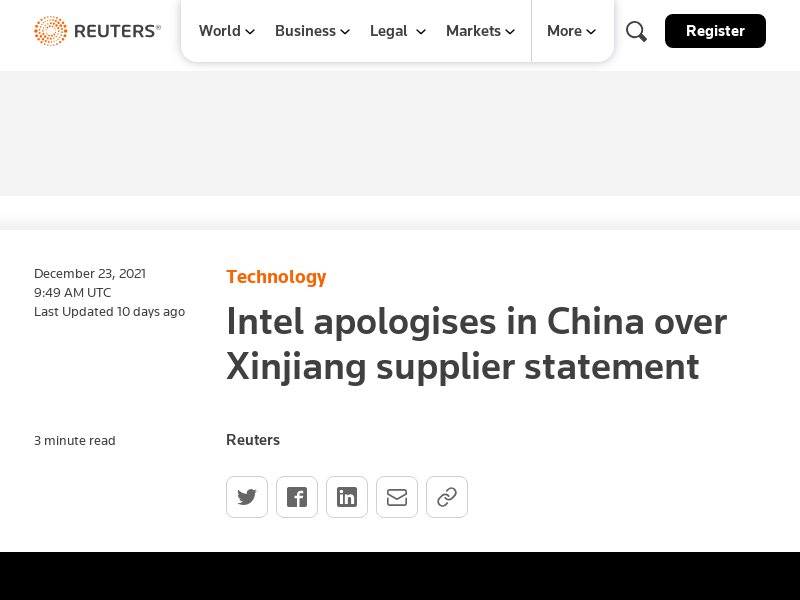 REUTERS®
World
Business
Legal
Markets
More
Register
December 23, 2021
9:49 AM UTC
Last Updated 10 days ago
Technology
Intel apologises in China over
Xinjiang supplier statement
3 minute read
Reuters